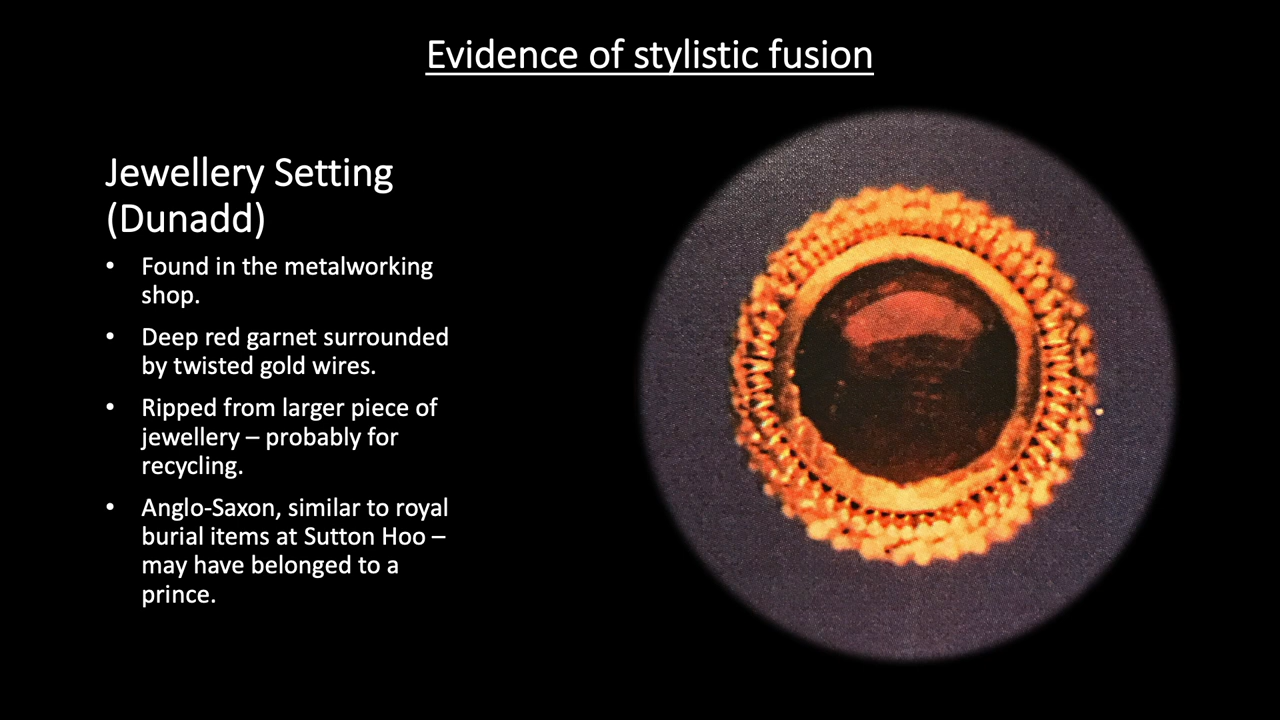 Evidence of stylistic fusion
Jewellery Setting
(Dunadd)
• Found in the metalworking
shop.
• Deep red garnet surrounded
by twisted gold wires.
• Ripped from larger piece of
jewellery – probably for
recycling.
• Anglo-Saxon, similar to royal
burial items at Sutton Hoo –
may have belonged to a
prince.